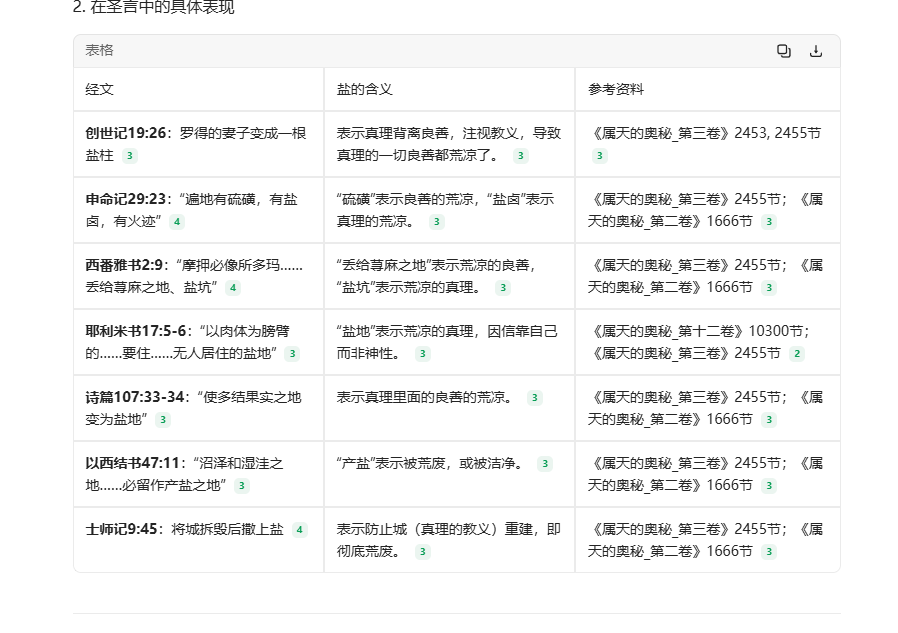 2. 在圣言中的具体表现
表格
经文
盐的含义
参考资料
创世记19:26：罗得的妻子变成一根
盐柱 3
表示真理背离良善，注视教义，导致
真理的一切良善都荒凉了。 3
《属天的奥秘_第三卷》2453, 2455节
3
申命记29:23：“遍地有硫磺，有盐
卤，有火迹” 4
“硫磺”表示良善的荒凉，“盐卤”表示
真理的荒凉。 3
《属天的奥秘_第三卷》2455节；《属
天的奥秘_第二卷》1666节 3
西番雅书2:9：“摩押必像所多玛……
丢给荨麻之地、盐坑” 4
“丢给荨麻之地”表示荒凉的良善，
“盐坑”表示荒凉的真理。 3
《属天的奥秘_第三卷》2455节；《属
天的奥秘_第二卷》1666节 3
耶利米书17:5-6：“以肉体为膀臂
的……要住……无人居住的盐地” 3
“盐地”表示荒凉的真理，因信靠自己
而非神性。 3
《属天的奥秘_第十二卷》10300节；
《属天的奥秘_第三卷》2455节 2
诗篇107:33-34：“使多结果实之地
变为盐地” 3
表示真理里面的良善的荒凉。 3
《属天的奥秘_第三卷》2455节；《属
天的奥秘_第二卷》1666节 3
以西结书47:11：“沼泽和湿洼之
地……必留作产盐之地” 3
“产盐”表示被荒废，或被洁净。 3
《属天的奥秘_第三卷》2455节；《属
天的奥秘_第二卷》1666节 3
士师记9:45：将城拆毁后撒上盐 4
表示防止城（真理的教义）重建，即
彻底荒废。 3
《属天的奥秘_第三卷》2455节；《属
天的奥秘_第二卷》1666节 3